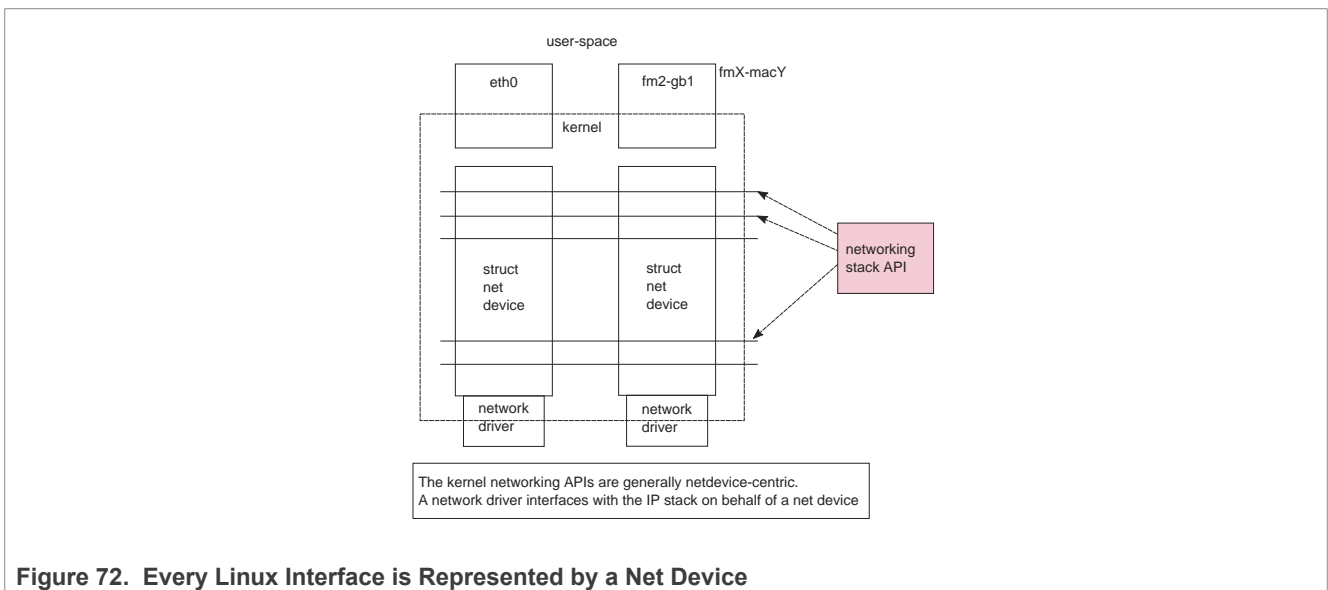 user-space
eth0
fm2-gb1
fmX-macY
kernel
networking
stack API
struct
net
device
struct
net
device
network
driver
network
driver
The kernel networking APIs are generally netdevice-centric.
A network driver interfaces with the IP stack on behalf of a net device
Figure 72. Every Linux Interface is Represented by a Net Device